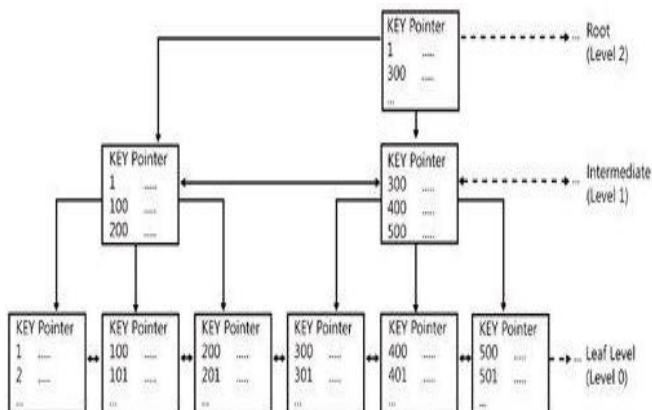 KEY Pointer
1 .....
300 .....
...
... Root
(Level 2)
KEY Pointer
1 .....
100 .....
200 .....
KEY Pointer
300 .....
400 .....
500 .....
... Intermediate
(Level 1)
KEY Pointer
1 .....
2 .....
...
KEY Pointer
100 .....
101 .....
...
KEY Pointer
200 .....
201 .....
...
KEY Pointer
300 .....
301 .....
...
KEY Pointer
400 .....
401 .....
...
KEY Pointer
500 .....
501 .....
...
... Leaf Level
(Level 0)